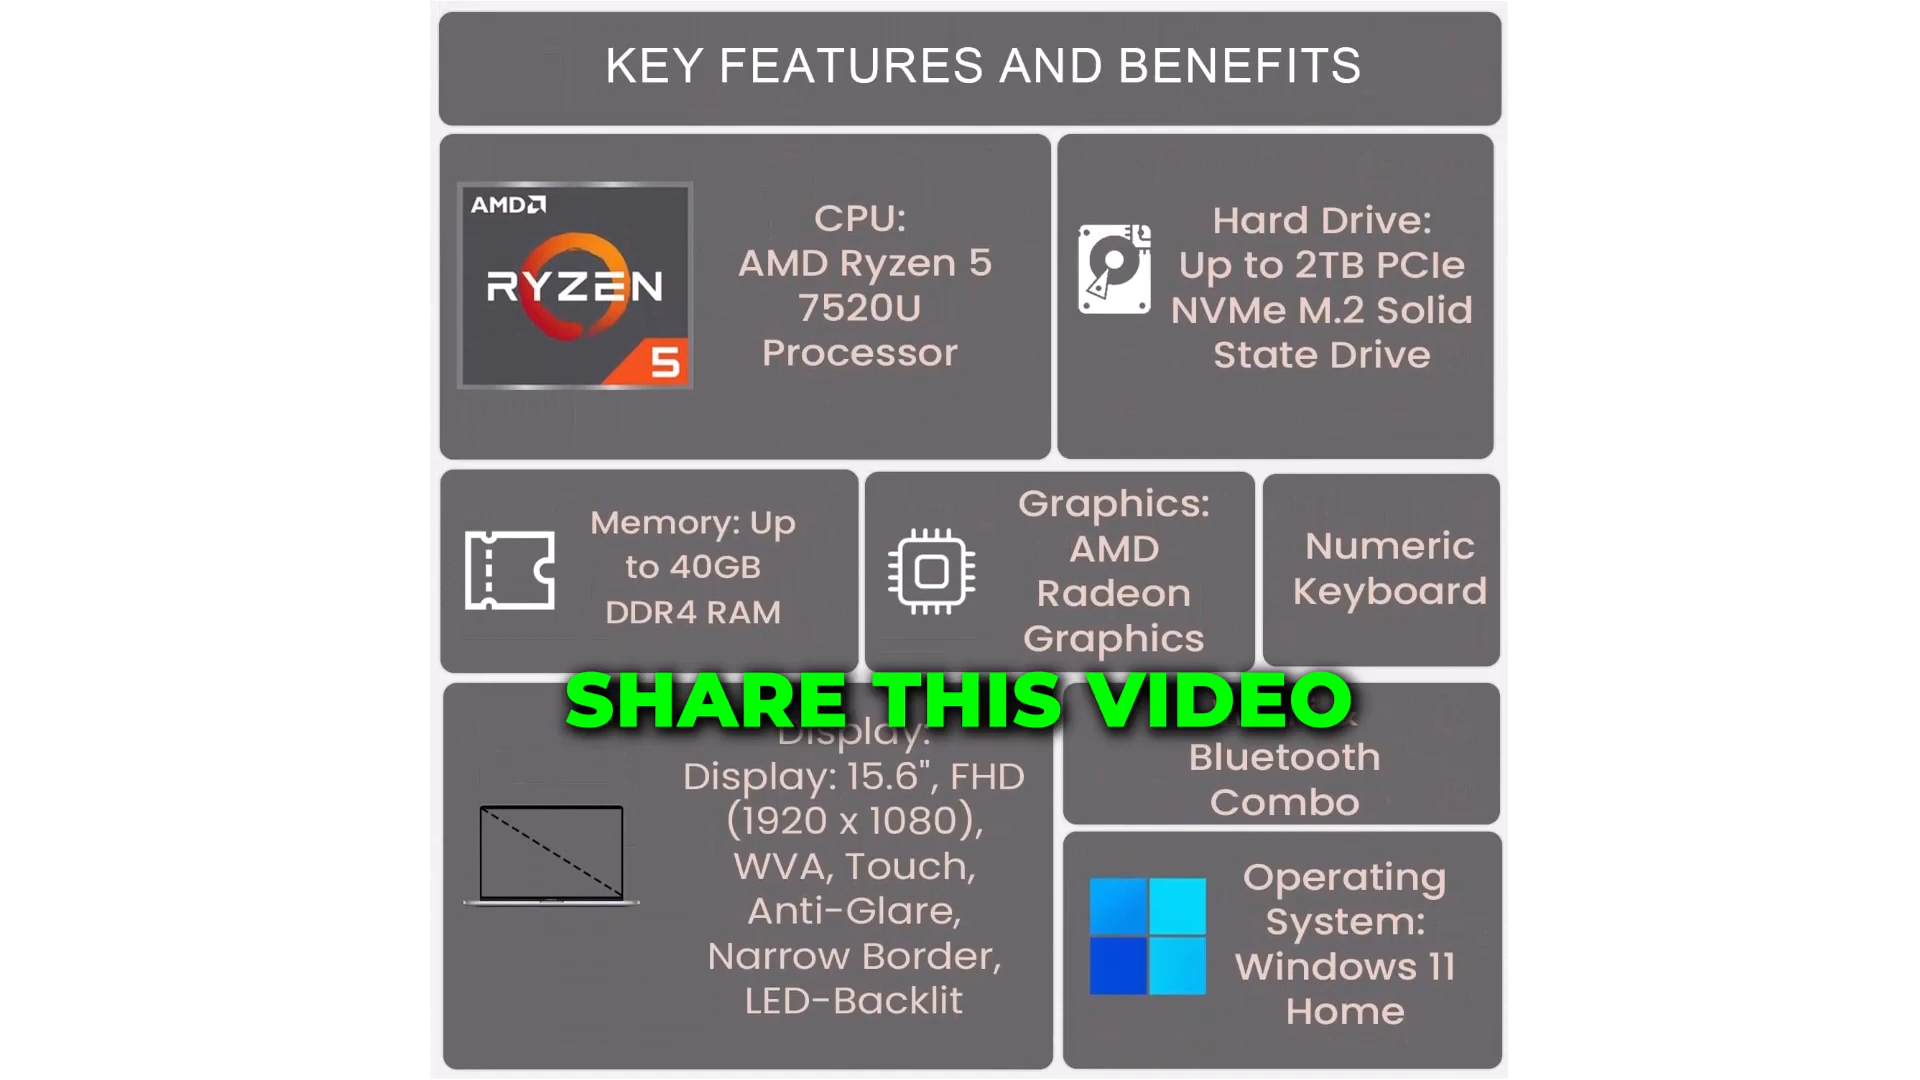 KEY FEATURES AND BENEFITS
AMD
RYZEN
5
CPU:
AMD Ryzen 5
7520U
Processor
Hard Drive:
Up to 2TB PCIe
NVMe M.2 Solid
State Drive
Memory: Up
to 40GB
DDR4 RAM
Graphics:
AMD
Radeon
Graphics
Numeric
Keyboard
SHARE THIS VIDEO
Display:
Display: 15.6", FHD
(1920 x 1080),
WVA, Touch,
Anti-Glare,
Narrow Border,
LED-Backlit
Bluetooth
Combo
Operating
System:
Windows 11
Home